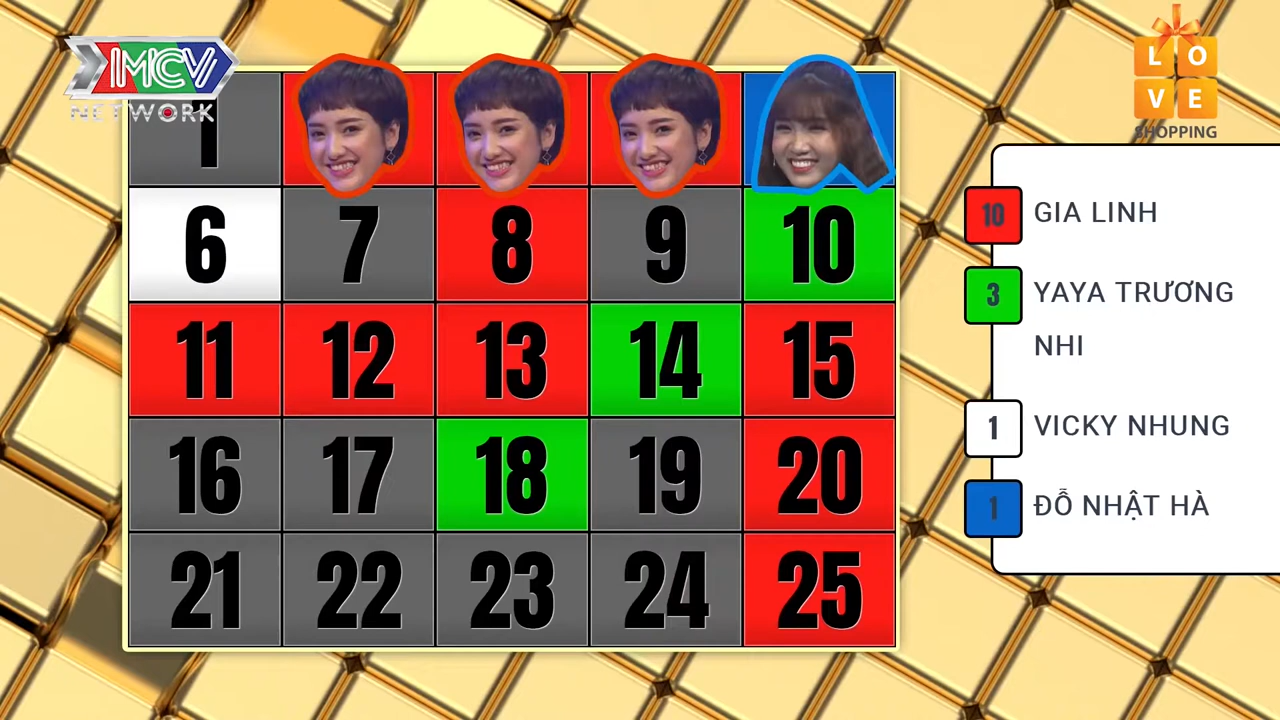 MCV
NETWORK
L O
V E
SHOPPING
1
6 7 8 9 10
11 12 13 14 15
16 17 18 19 20
21 22 23 24 25
10 GIA LINH
3 YAYA TRƯƠNG
NHI
1 VICKY NHUNG
1 ĐỖ NHẬT HÀ